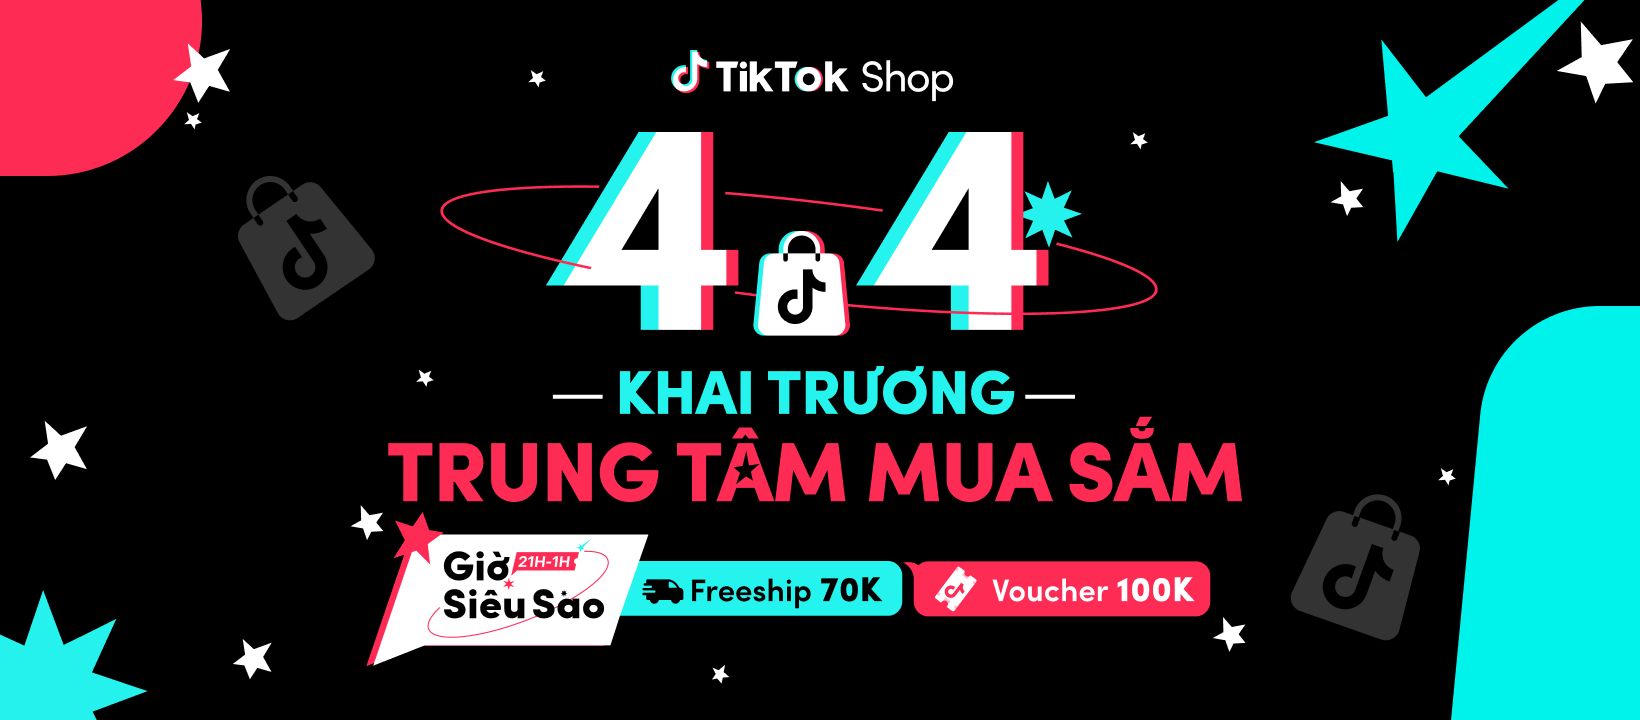 TikTok Shop
4 4
KHAI TRƯƠNG
TRUNG TÂM MUA SẮM
Giờ 21H-1H
Siêu Sao
Freeship 70K
Voucher 100K